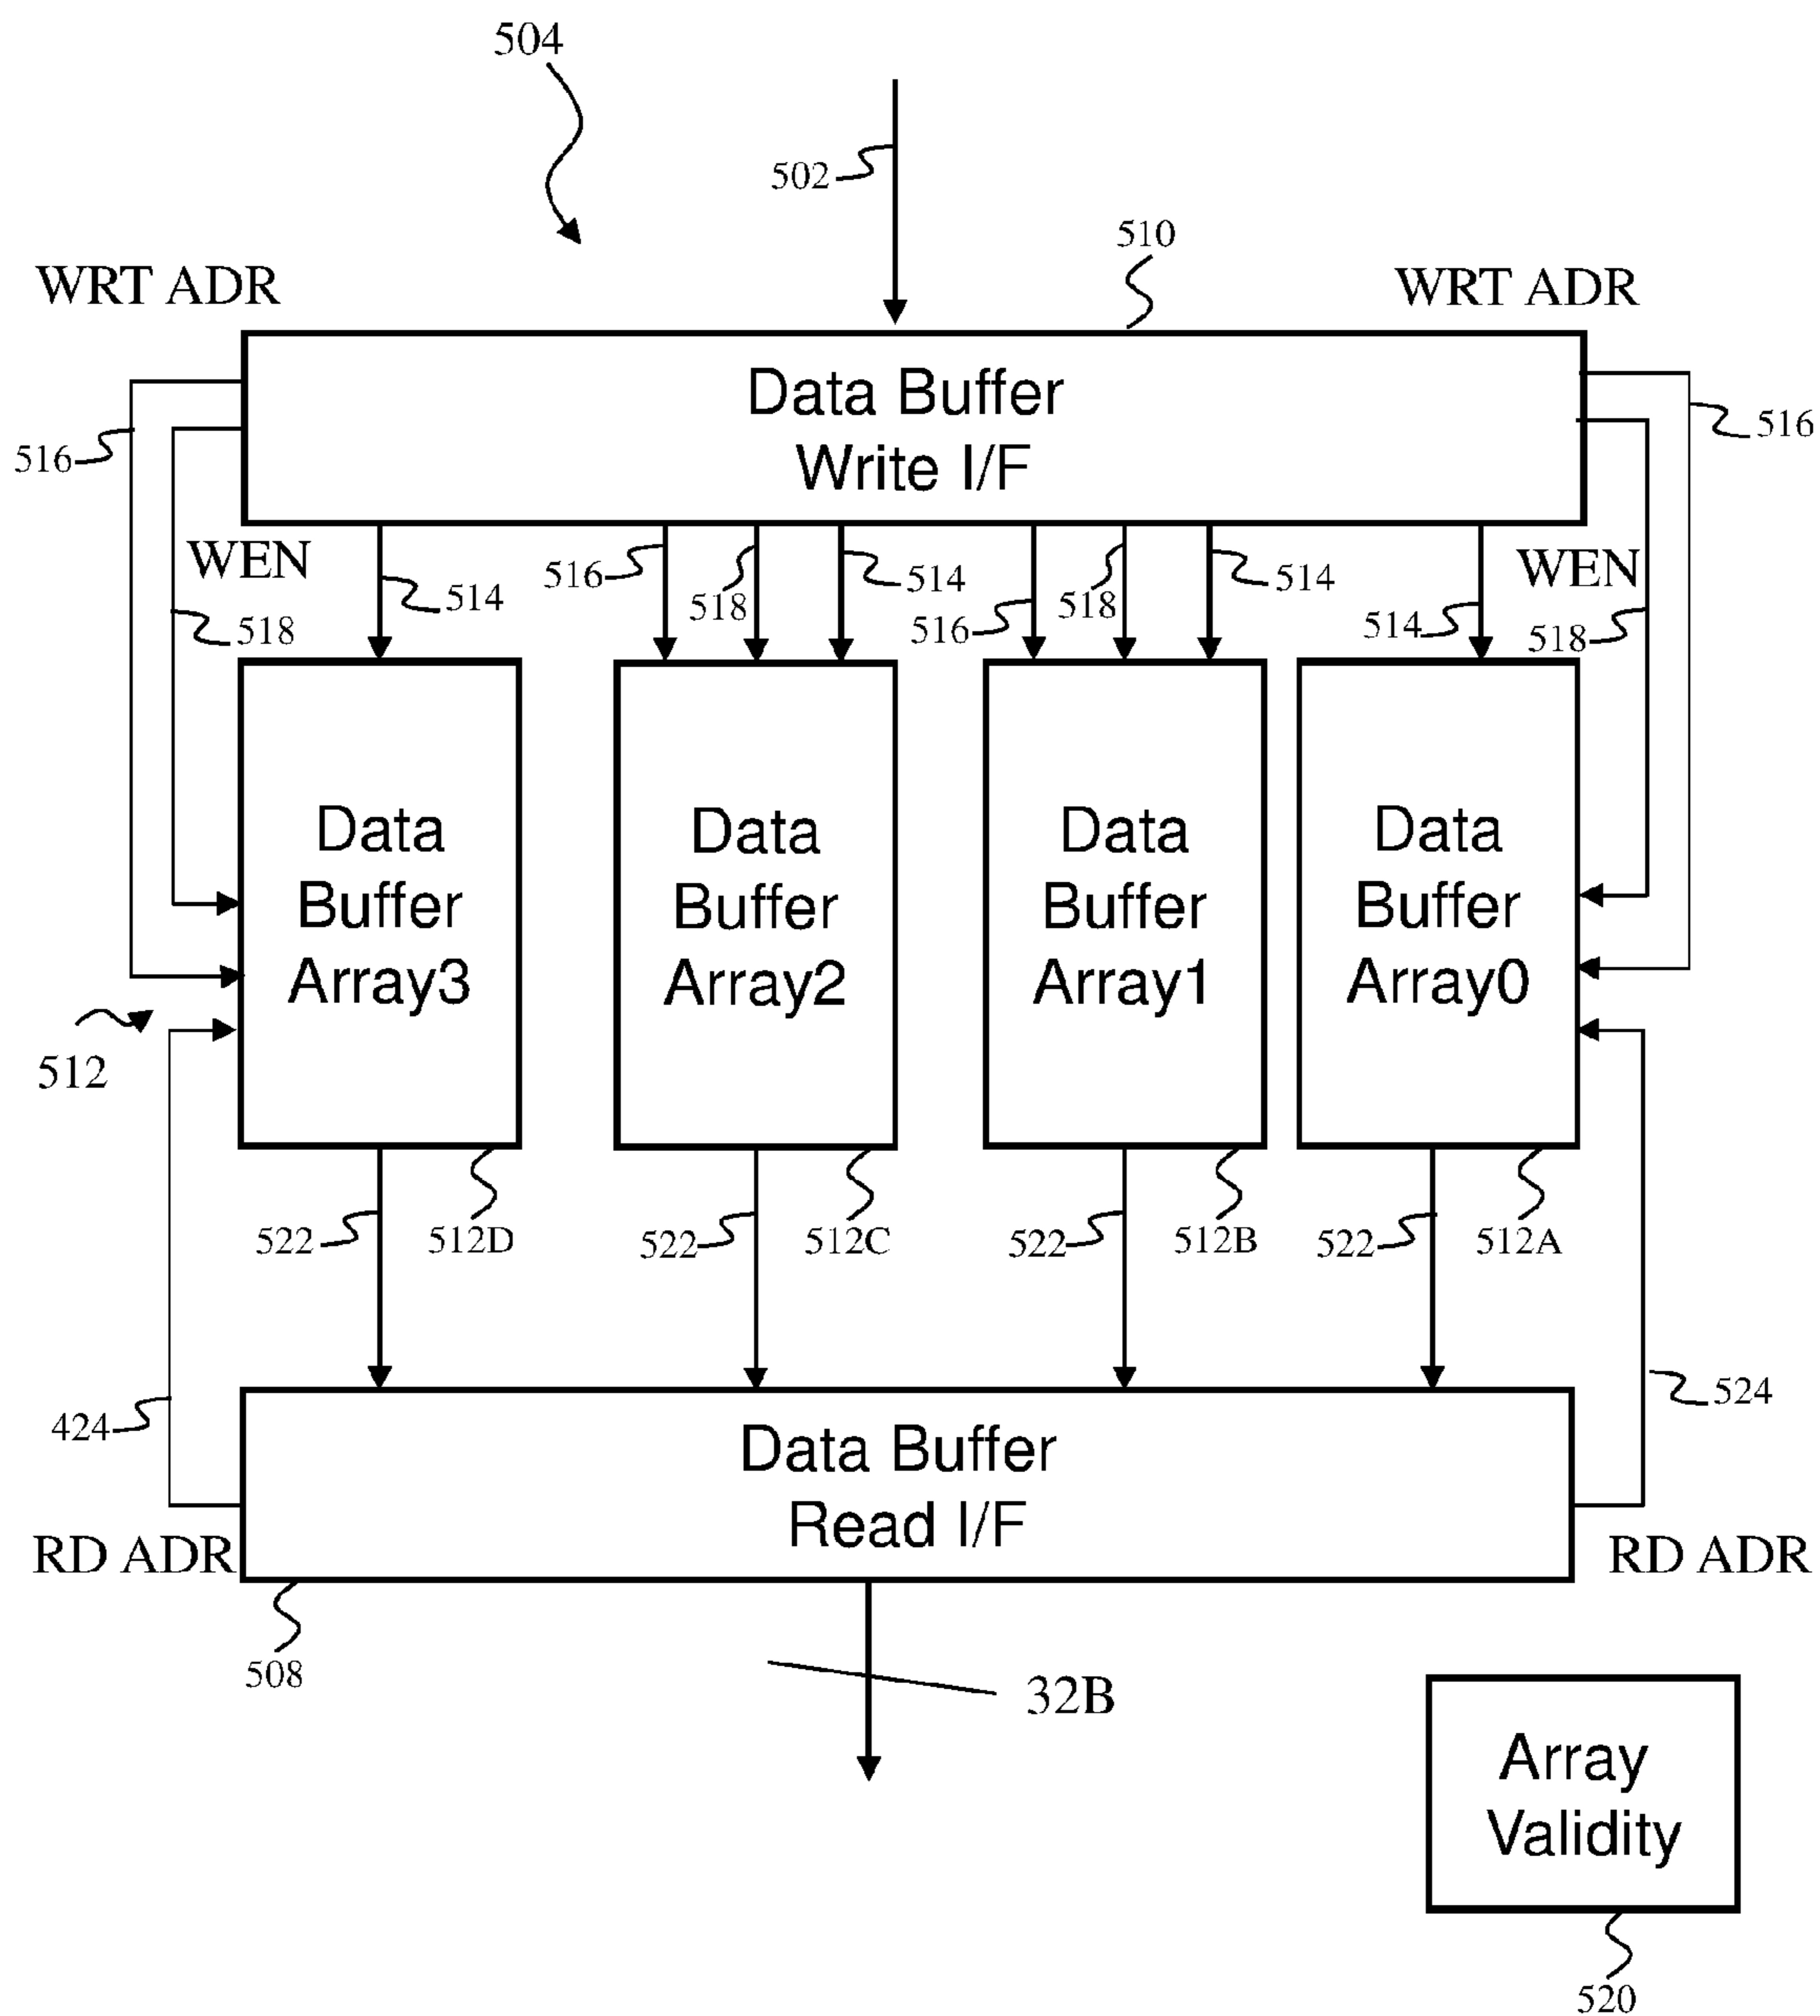 504
502
510
WRT ADR
WRT ADR
Data Buffer
Write I/F
516
516
WEN
514
516
518
514
516
518
514
514
WEN
518
518
Data
Buffer
Array3
Data
Buffer
Array2
Data
Buffer
Array1
Data
Buffer
Array0
512
522
512D
522
512C
522
512B
522
512A
424
524
Data Buffer
Read I/F
RD ADR
RD ADR
508
32B
Array
Validity
520